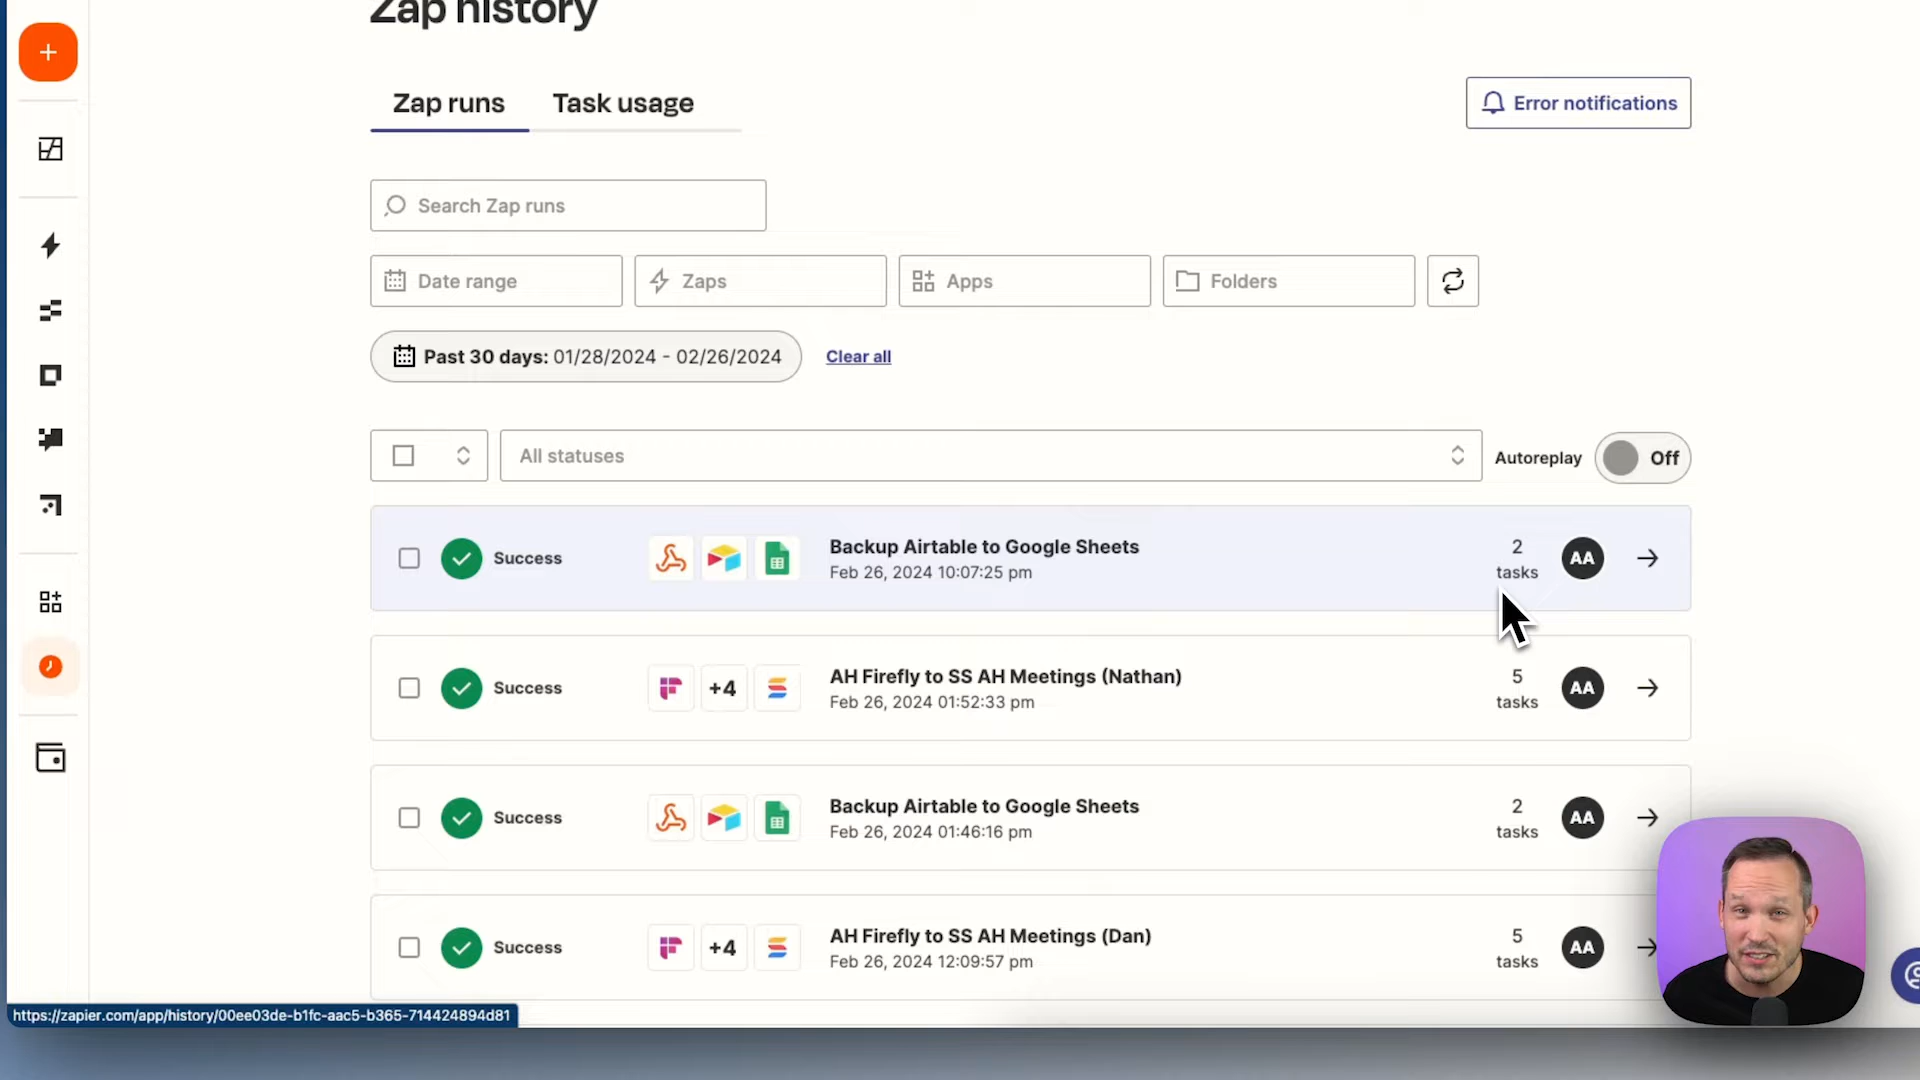 Zap history
Zap runs Task usage
Error notifications
Search Zap runs
Date range Zaps Apps Folders
Past 30 days: 01/28/2024 - 02/26/2024 Clear all
All statuses Autoreplay Off
Success Backup Airtable to Google Sheets 2 tasks AA
Feb 26, 2024 10:07:25 pm
Success +4 AH Firefly to SS AH Meetings (Nathan) 5 tasks AA
Feb 26, 2024 01:52:33 pm
Success Backup Airtable to Google Sheets 2 tasks AA
Feb 26, 2024 01:46:16 pm
Success +4 AH Firefly to SS AH Meetings (Dan) 5 tasks AA
Feb 26, 2024 12:09:57 pm
https://zapier.com/app/history/00ee03de-b1fc-aac5-b365-714424894d81